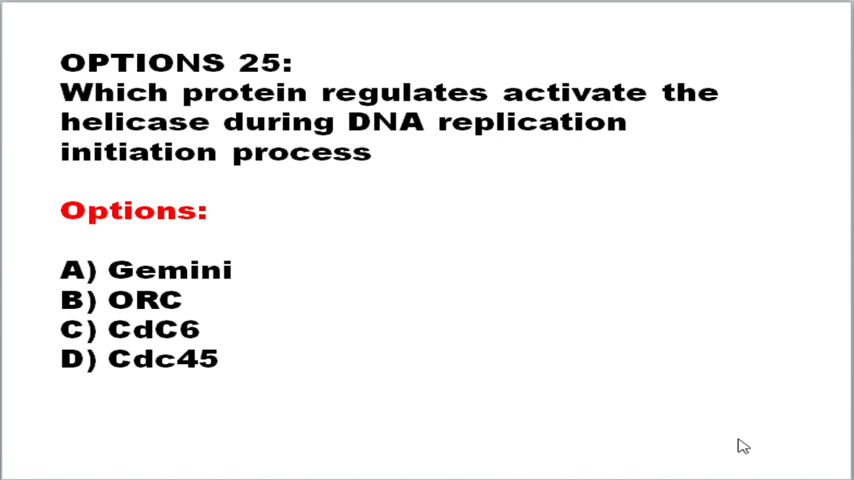 OPTIONS 25:
Which protein regulates activate the
helicase during DNA replication
initiation process
Options:
A) Gemini
B) ORC
C) CdC6
D) Cdc45